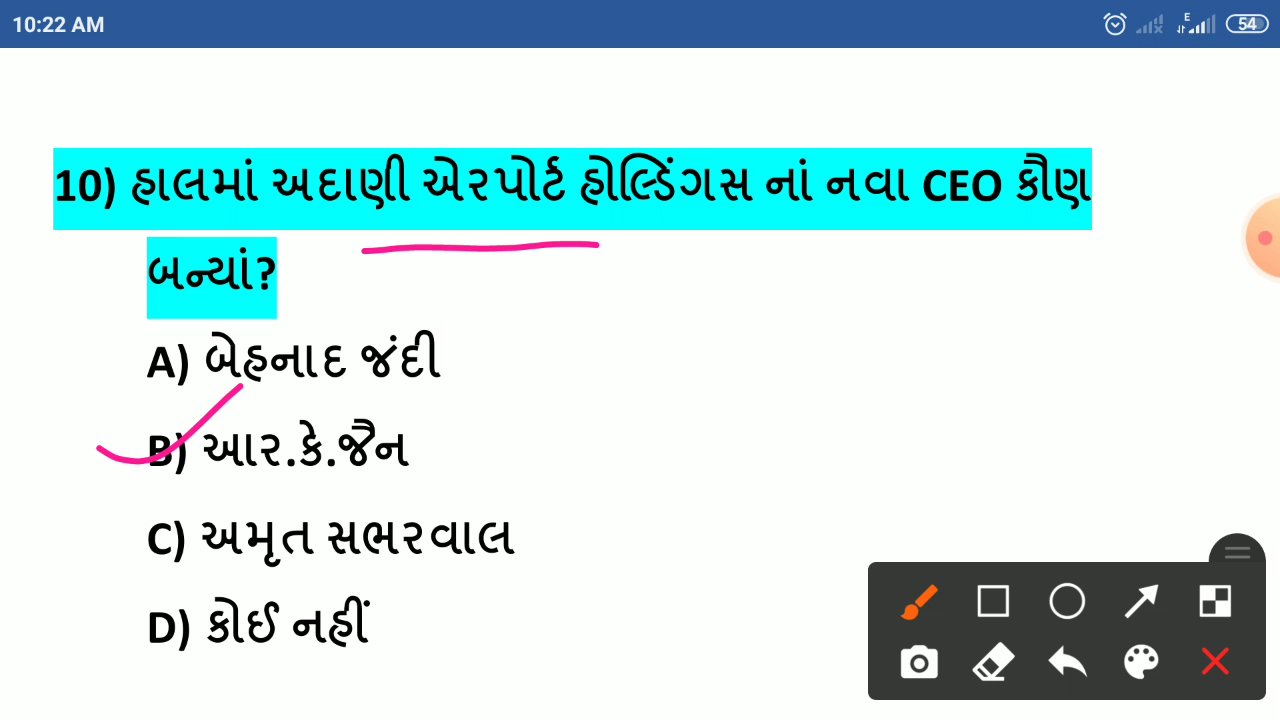 10:22 AM
E
54
10) હાલમાં અદાણી એરપોર્ટ હોલ્ડિંગસ નાં નવા CEO કૌણ
બન્યાં?
A) બેહનાદ જંદી
B) આર.કે.જૈન
C) અમૃત સભરવાલ
D) કોઈ નહીં